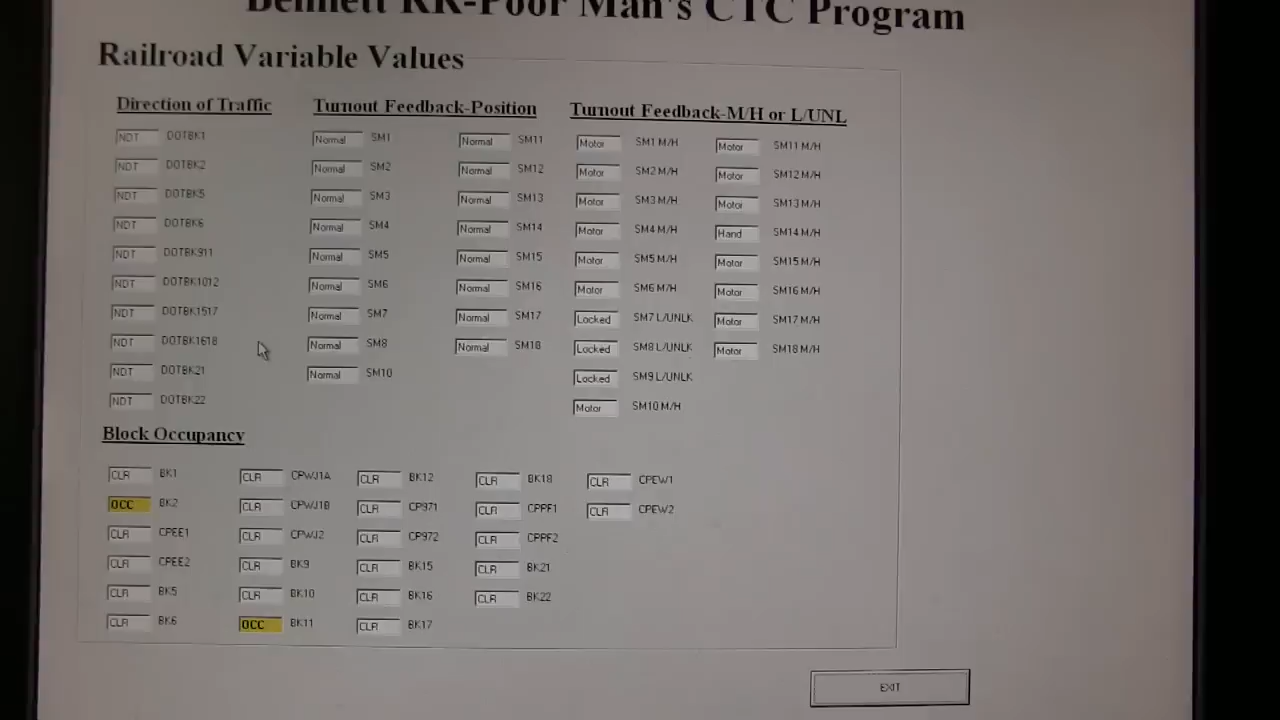 Bennett RR-Poor Man's CTC Program
Railroad Variable Values
Direction of Traffic
NDT DOTBK1
NDT DOTBK2
NDT DOTBK5
NDT DOTBK6
NDT DOTBK911
NDT DOTBK1012
NDT DOTBK1517
NDT DOTBK1618
NDT DOTBK21
NDT DOTBK22
Turnout Feedback-Position
Normal SM1 Normal SM11
Normal SM2 Normal SM12
Normal SM3 Normal SM13
Normal SM4 Normal SM14
Normal SM5 Normal SM15
Normal SM6 Normal SM16
Normal SM7 Normal SM17
Normal SM8 Normal SM18
Normal SM10
Turnout Feedback-M/H or L/UNL
Motor SM1 M/H Motor SM11 M/H
Motor SM2 M/H Motor SM12 M/H
Motor SM3 M/H Motor SM13 M/H
Motor SM4 M/H Hand SM14 M/H
Motor SM5 M/H Motor SM15 M/H
Motor SM6 M/H Motor SM16 M/H
Locked SM7 L/UNLK Motor SM17 M/H
Locked SM8 L/UNLK Motor SM18 M/H
Locked SM9 L/UNLK
Motor SM10 M/H
Block Occupancy
CLR BK1 CLR CPWJ1A CLR BK12 CLR BK18 CLR CPEW1
OCC BK2 CLR CPWJ1B CLR CP971 CLR CPPF1 CLR CPEW2
CLR CPEE1 CLR CPWJ2 CLR CP972 CLR CPPF2
CLR CPEE2 CLR BK9 CLR BK15 CLR BK21
CLR BK5 CLR BK10 CLR BK16 CLR BK22
CLR BK6 OCC BK11 CLR BK17
EXIT